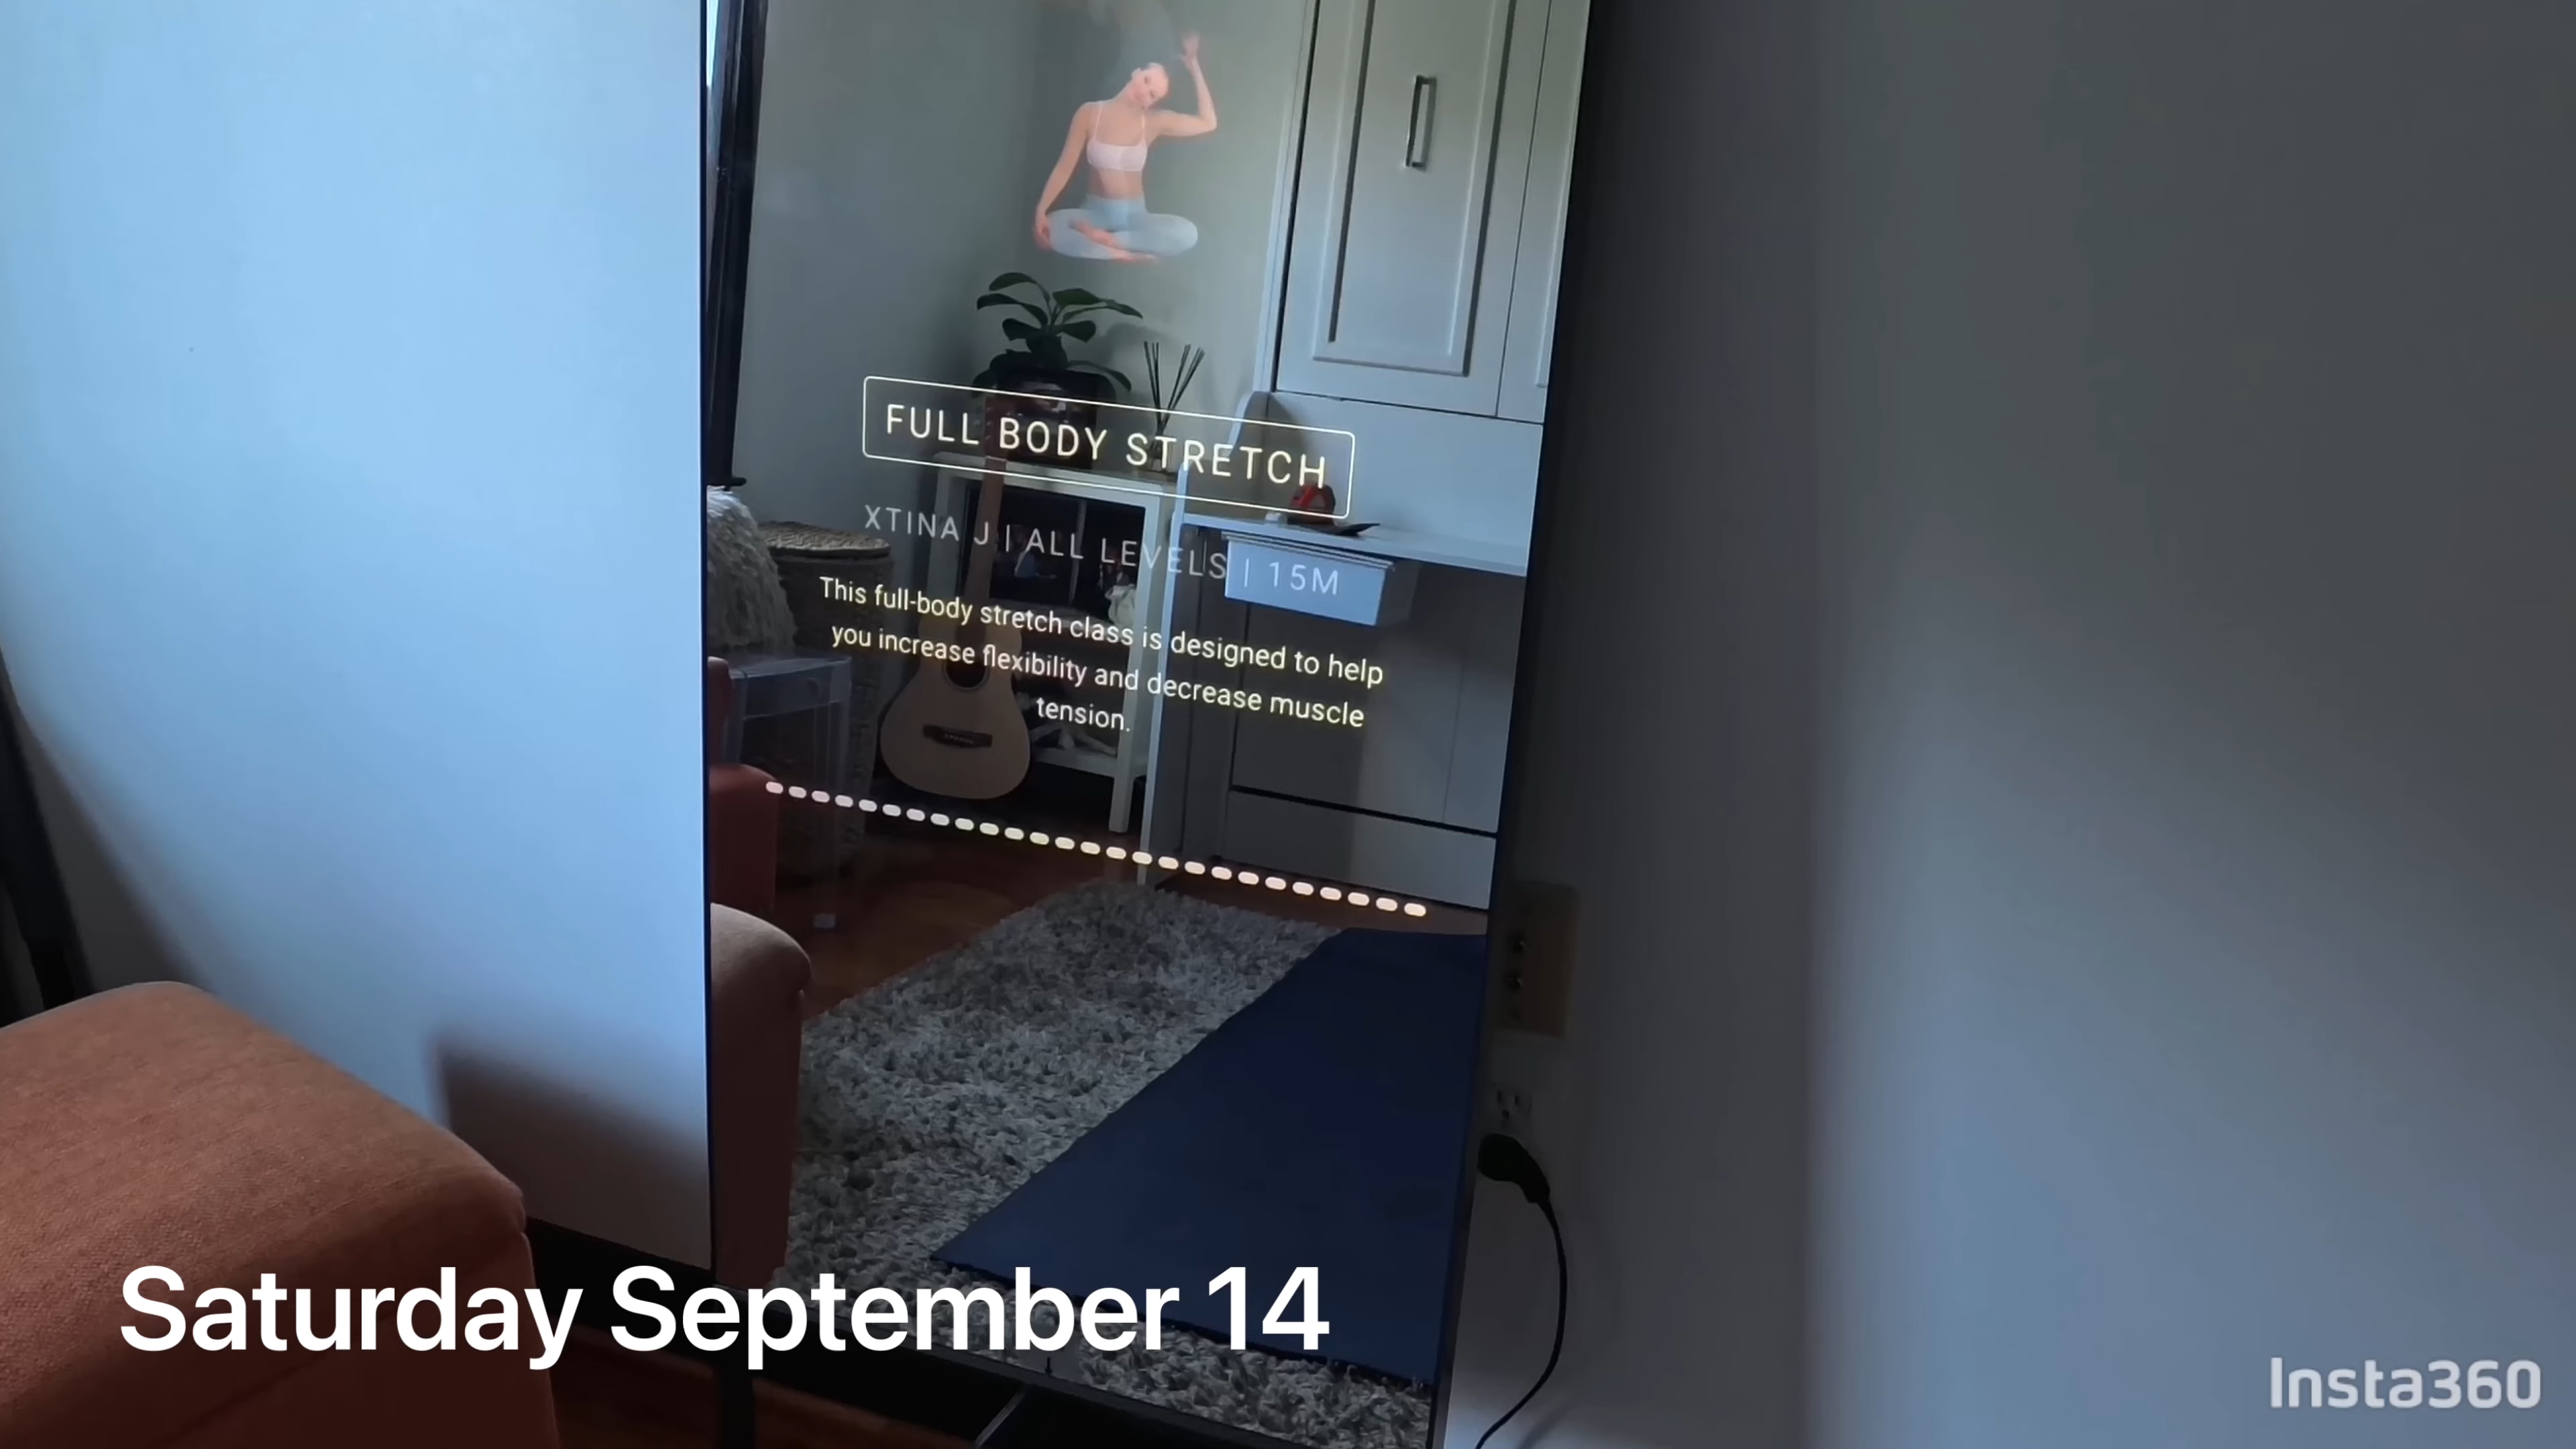 FULL BODY STRETCH
XTINA J | ALL LEVELS | 15M
This full-body stretch class is designed to help
you increase flexibility and decrease muscle
tension.
Saturday September 14
Insta360